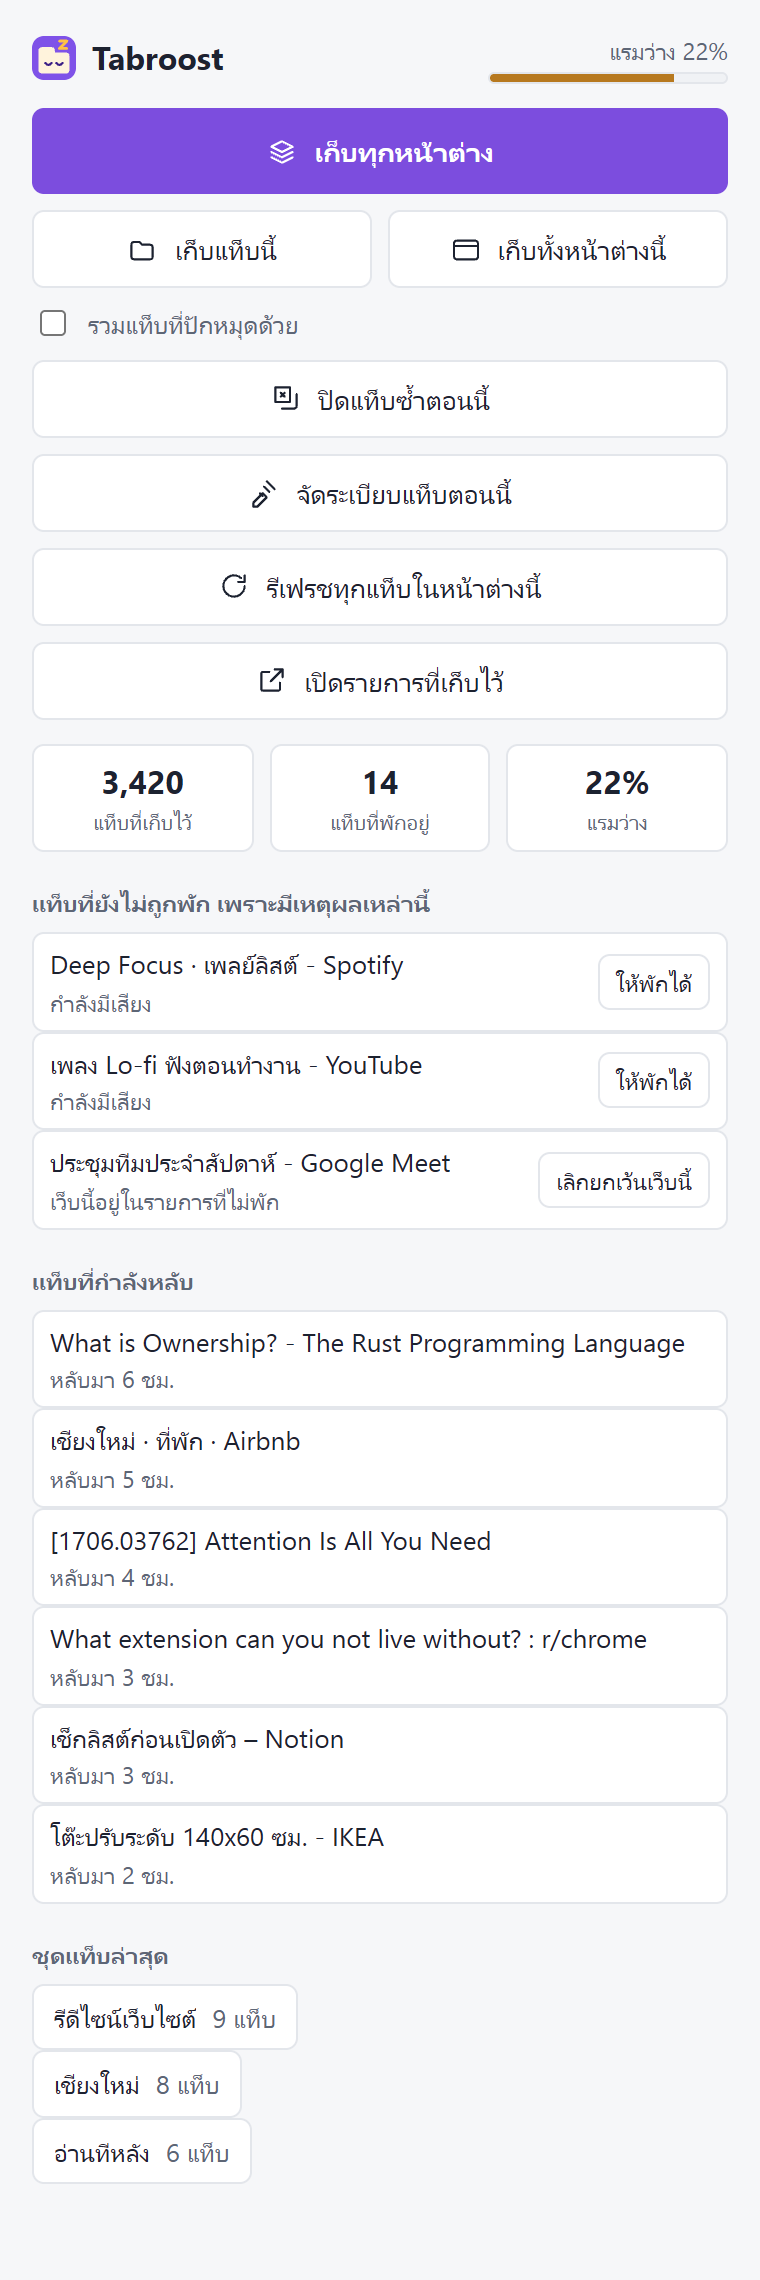 Tabroost
แรมว่าง 22%
เก็บทุกหน้าต่าง
เก็บแท็บนี้
เก็บทั้งหน้าต่างนี้
รวมแท็บที่ปักหมุดด้วย
ปิดแท็บซ้ำตอนนี้
จัดระเบียบแท็บตอนนี้
รีเฟรชทุกแท็บในหน้าต่างนี้
เปิดรายการที่เก็บไว้
3,420
แท็บที่เก็บไว้
14
แท็บที่พักอยู่
22%
แรมว่าง
แท็บที่ยังไม่ถูกพัก เพราะมีเหตุผลเหล่านี้
Deep Focus · เพลย์ลิสต์ - Spotify
กำลังมีเสียง
ให้พักได้
เพลง Lo-fi ฟังตอนทำงาน - YouTube
กำลังมีเสียง
ให้พักได้
ประชุมทีมประจำสัปดาห์ - Google Meet
เว็บนี้อยู่ในรายการที่ไม่พัก
เลิกยกเว้นเว็บนี้
แท็บที่กำลังหลับ
What is Ownership? - The Rust Programming Language
หลับมา 6 ชม.
เชียงใหม่ · ที่พัก · Airbnb
หลับมา 5 ชม.
[1706.03762] Attention Is All You Need
หลับมา 4 ชม.
What extension can you not live without? : r/chrome
หลับมา 3 ชม.
เช็กลิสต์ก่อนเปิดตัว – Notion
หลับมา 3 ชม.
โต๊ะปรับระดับ 140x60 ซม. - IKEA
หลับมา 2 ชม.
ชุดแท็บล่าสุด
รีดีไซน์เว็บไซต์ 9 แท็บ
เชียงใหม่ 8 แท็บ
อ่านทีหลัง 6 แท็บ